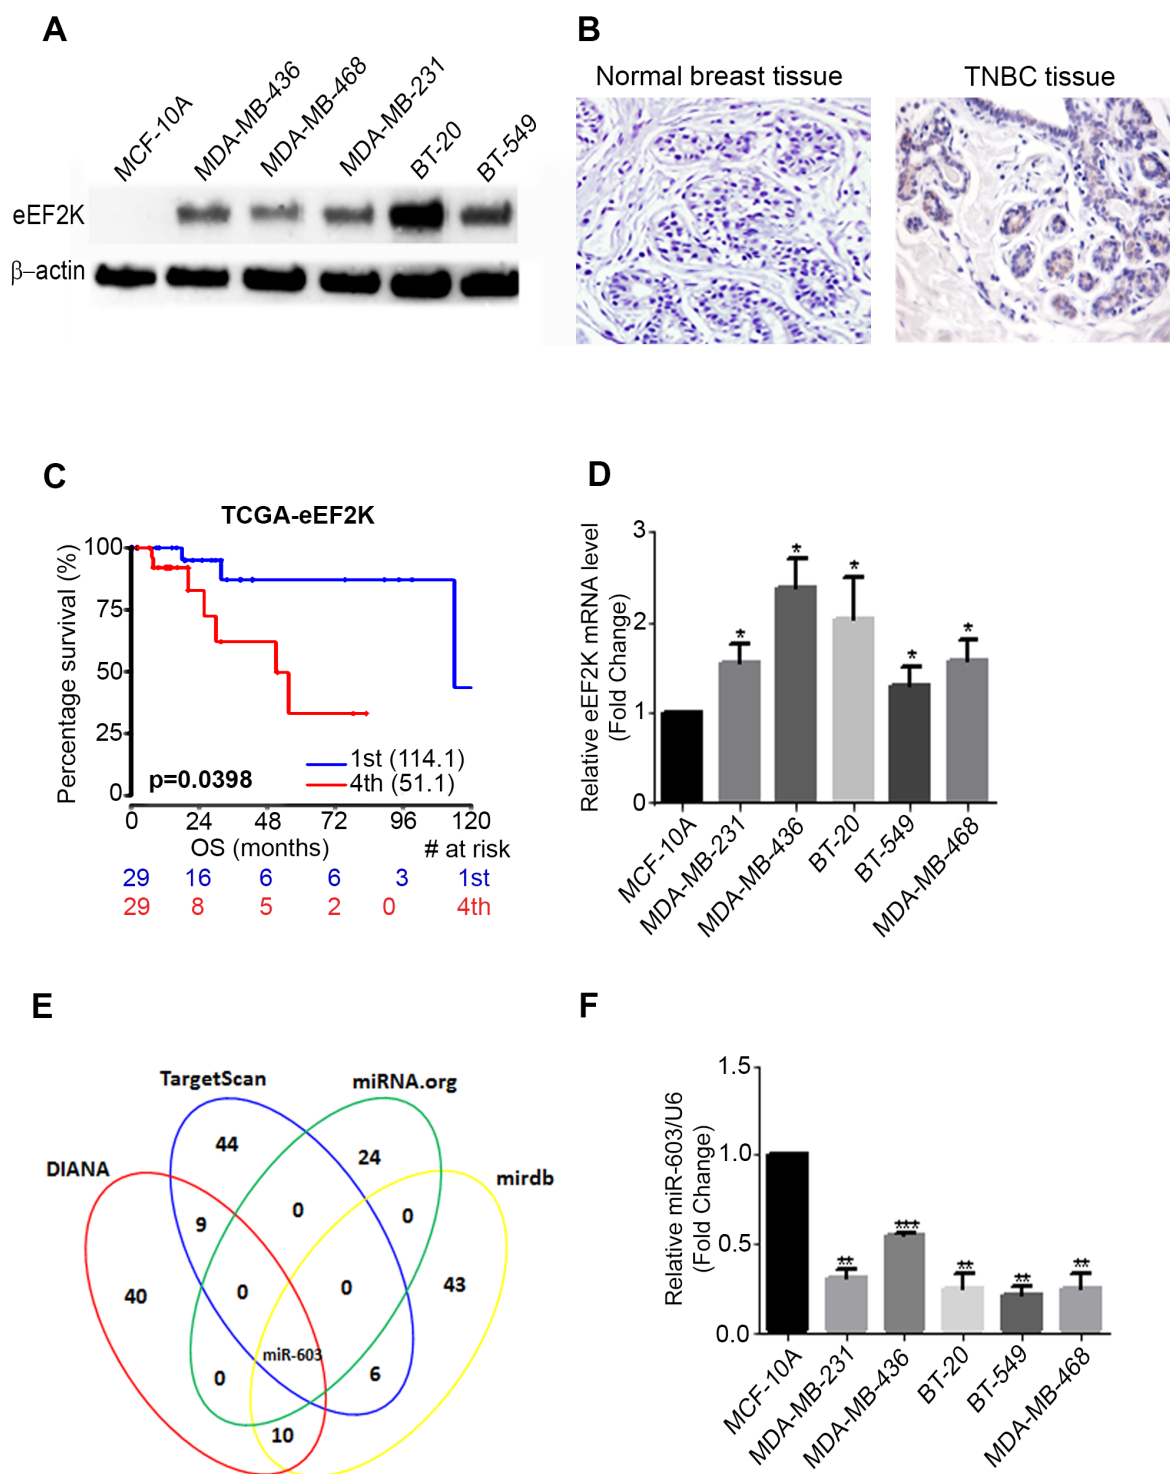 A
MCF-10A
MDA-MB-436
MDA-MB-468
MDA-MB-231
BT-20
BT-549
eEF2K
β–actin
B
Normal breast tissue
TNBC tissue
C
TCGA-eEF2K
Percentage survival (%)
100
75
50
25
0
1st (114.1)
4th (51.1)
p=0.0398
0 24 48 72 96 120
OS (months) # at risk
29 16 6 6 3 1st
29 8 5 2 0 4th
D
Relative eEF2K mRNA level
(Fold Change)
3
2
1
0
* * * * *
MCF-10A
MDA-MB-231
MDA-MB-436
BT-20
BT-549
MDA-MB-468
E
TargetScan
miRNA.org
DIANA
mirdb
44
24
9
0
0
40
0
0
43
miR-603
0
6
10
F
Relative miR-603/U6
(Fold Change)
1.5
1.0
0.5
0.0
** *** ** ** **
MCF-10A
MDA-MB-231
MDA-MB-436
BT-20
BT-549
MDA-MB-468